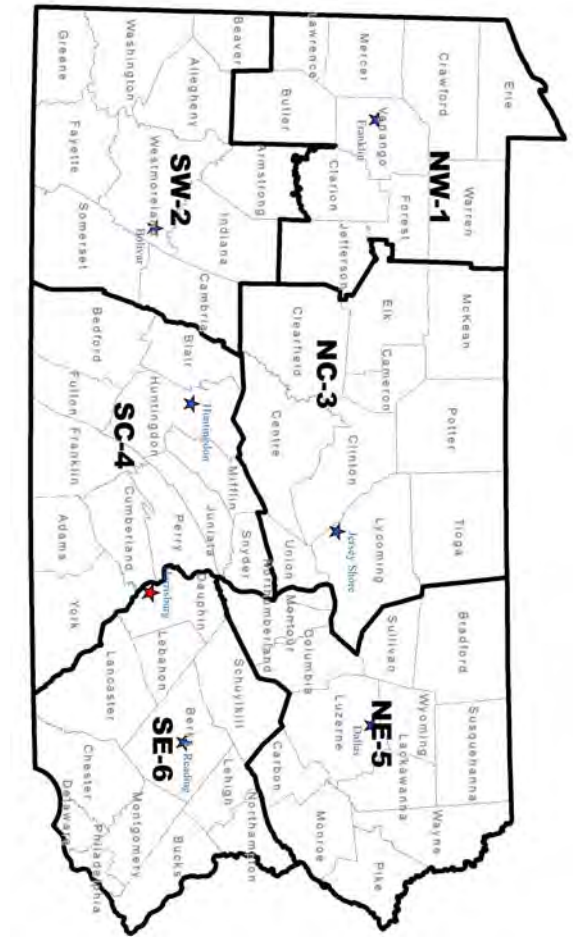 Erie
Crawford
Warren
Mercer
Venango
Franklin
Forest
NW-1
Lawrence
Butler
Clarion
Jefferson
Beaver
Allegheny
Armstrong
Indiana
Washington
Westmoreland
SW-2
Bolivar
Greene
Fayette
Somerset
Cambria
McKean
Potter
Tioga
Elk
Cameron
Clinton
Lycoming
Jersey Shore
NC-3
Clearfield
Centre
Union
Blair
Huntingdon
Huntingdon
Mifflin
Snyder
Juniata
Perry
Bedford
SC-4
Fulton
Franklin
Cumberland
Adams
York
Bradford
Susquehanna
Sullivan
Wyoming
Lackawanna
Wayne
NE-5
Dallas
Pike
Luzerne
Columbia
Montour
Northumberland
Carbon
Monroe
Dauphin
Schuylkill
Lebanon
Northampton
Lehigh
Berks
Reading
SE-6
Bucks
Lancaster
Montgomery
Chester
Philadelphia
Delaware